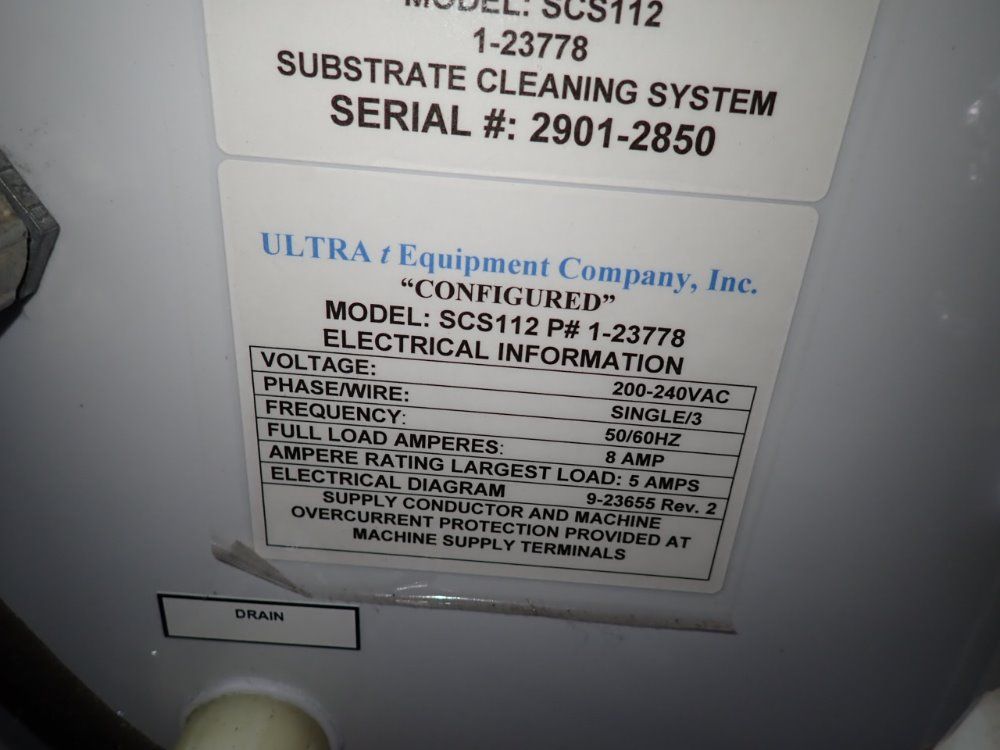 MODEL: SCS112
1-23778
SUBSTRATE CLEANING SYSTEM
SERIAL #: 2901-2850
ULTRA t Equipment Company, Inc.
“CONFIGURED”
MODEL: SCS112 P# 1-23778
ELECTRICAL INFORMATION
VOLTAGE: 200-240VAC
PHASE/WIRE: SINGLE/3
FREQUENCY: 50/60HZ
FULL LOAD AMPERES: 8 AMP
AMPERE RATING LARGEST LOAD: 5 AMPS
ELECTRICAL DIAGRAM 9-23655 Rev. 2
SUPPLY CONDUCTOR AND MACHINE
OVERCURRENT PROTECTION PROVIDED AT
MACHINE SUPPLY TERMINALS
DRAIN